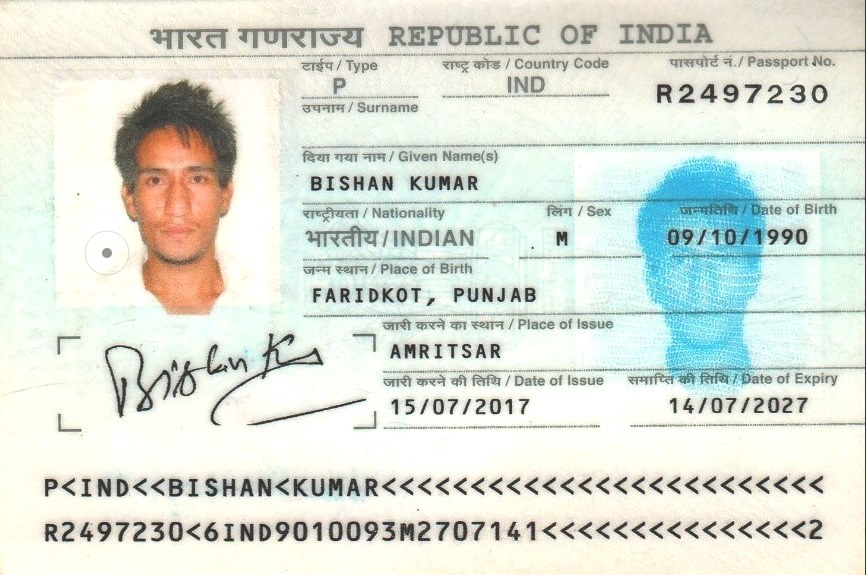 भारत गणराज्य REPUBLIC OF INDIA
टाईप / Type राष्ट्र कोड / Country Code पासपोर्ट नं. / Passport No.
P IND R2497230
उपनाम / Surname
दिया गया नाम / Given Name(s)
BISHAN KUMAR
राष्ट्रीयता / Nationality लिंग / Sex जन्मतिथि / Date of Birth
भारतीय / INDIAN M 09/10/1990
जन्म स्थान / Place of Birth
FARIDKOT, PUNJAB
जारी करने का स्थान / Place of Issue
AMRITSAR
जारी करने की तिथि / Date of Issue समाप्ति की तिथि / Date of Expiry
15/07/2017 14/07/2027
Bishan Ku
P<IND<<BISHAN<KUMAR<<<<<<<<<<<<<<<<<<<<<<<<<
R2497230<6IND9010093M2707141<<<<<<<<<<<<<<<2